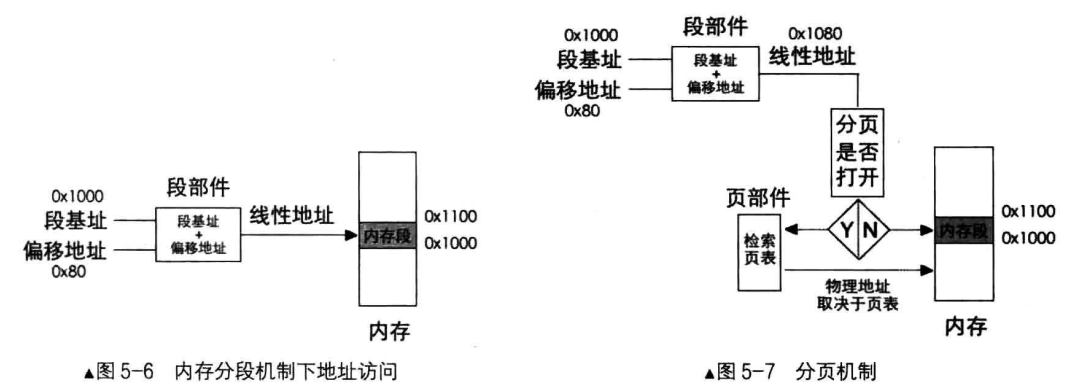 段部件
0x1000
段基址
偏移地址
0x80
段基址
+
偏移地址
线性地址
内存段
0x1100
0x1000
内存
▲图 5-6 内存分段机制下地址访问
段部件
0x1000
段基址
偏移地址
0x80
段基址
+
偏移地址
0x1080
线性地址
分页
是否
打开
Y N
页部件
检索
页表
物理地址
取决于页表
内存段
0x1100
0x1000
内存
▲图 5-7 分页机制